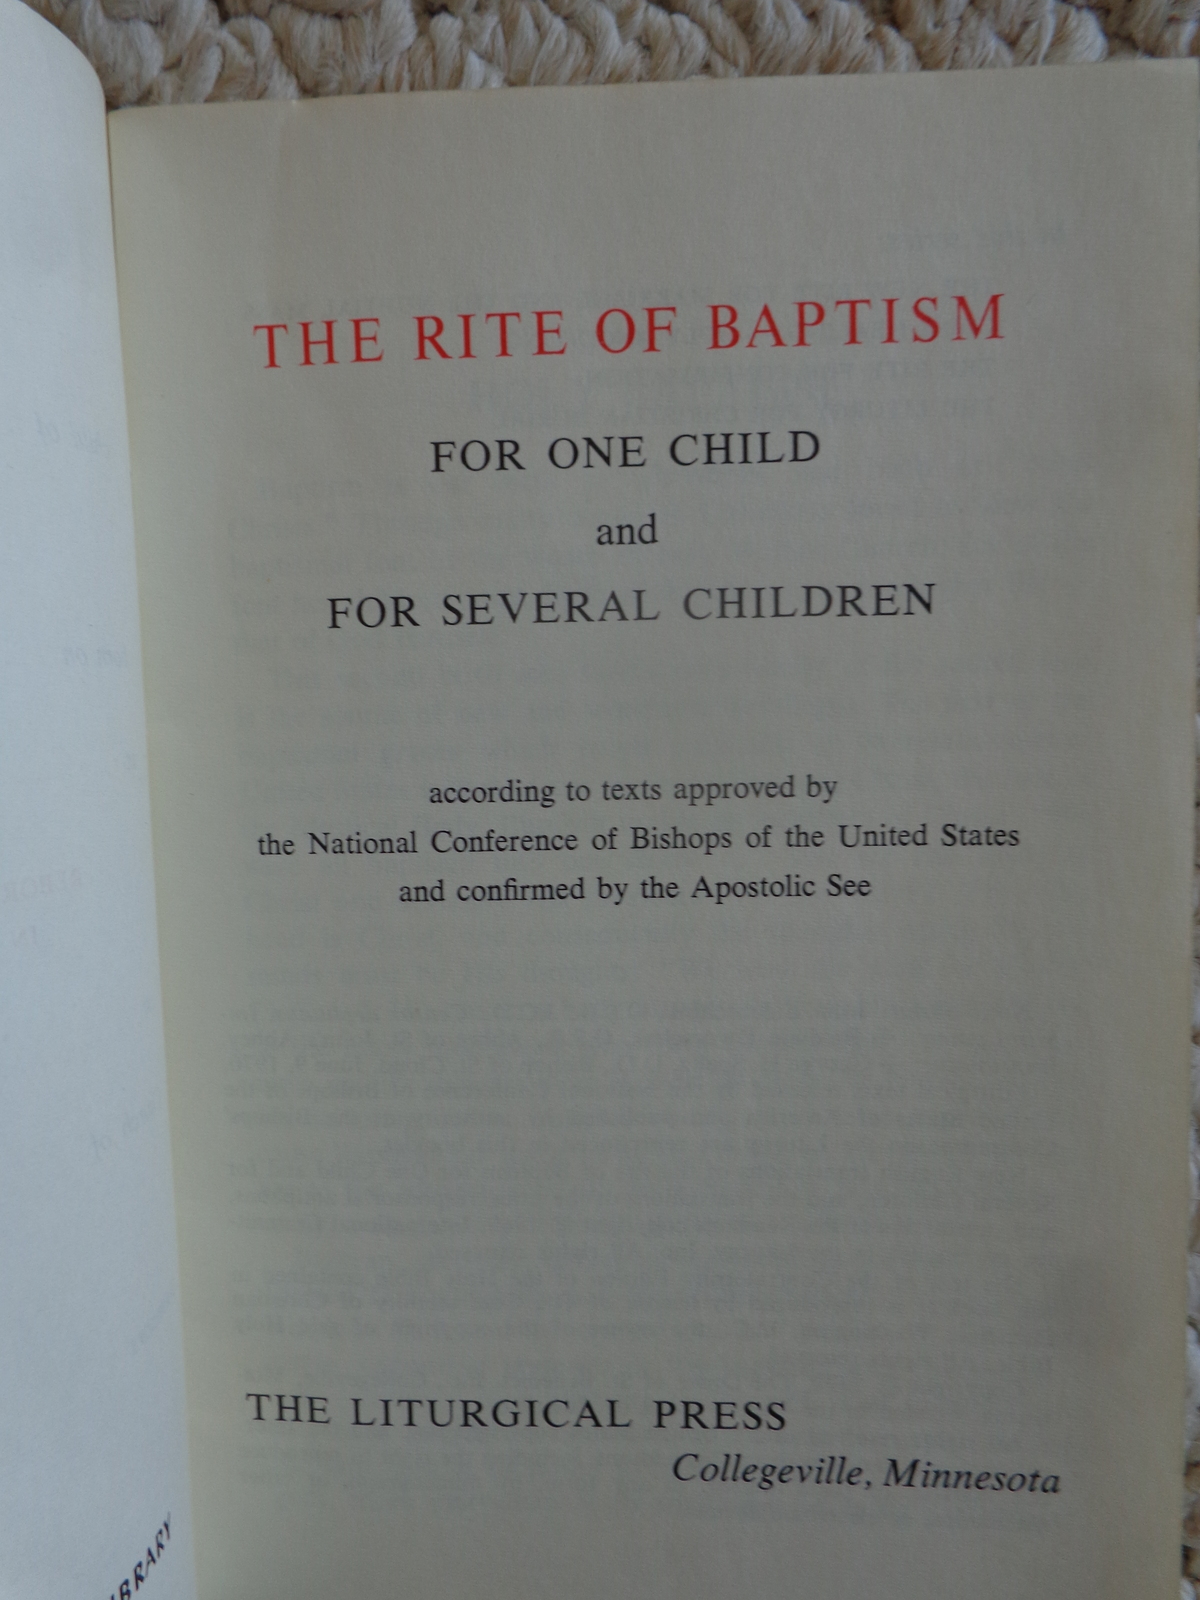 THE RITE OF BAPTISM
FOR ONE CHILD
and
FOR SEVERAL CHILDREN
according to texts approved by
the National Conference of Bishops of the United States
and confirmed by the Apostolic See
THE LITURGICAL PRESS
Collegeville, Minnesota